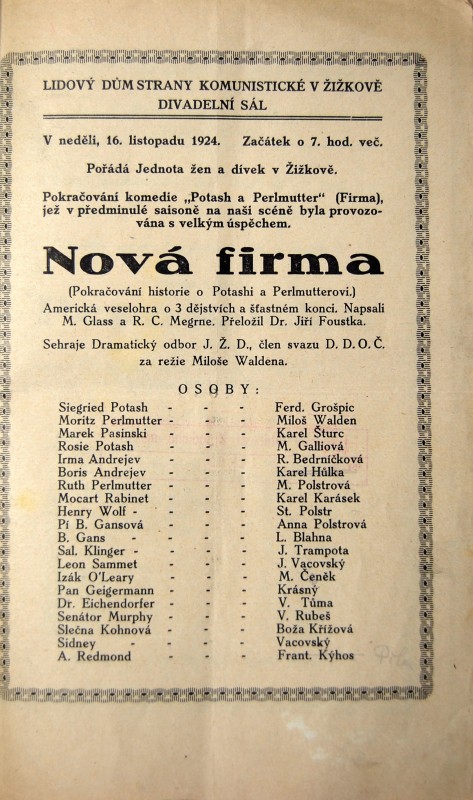 LIDOVÝ DŮM STRANY KOMUNISTICKÉ V ŽIŽKOVĚ
DIVADELNÍ SÁL
V neděli, 16. listopadu 1924. Začátek o 7. hod. več.
Pořádá Jednota žen a dívek v Žižkově.
Pokračování komedie „Potash a Perlmutter" (Firma),
jež v předminulé saisoně na naší scéně byla provozo-
vána s velkým úspěchem.
Nová firma
(Pokračování historie o Potashi a Perlmutterovi.)
Americká veselohra o 3 dějstvích a šťastném konci. Napsali
M. Glass a R. C. Megrne. Přeložil Dr. Jiří Foustka.
Sehraje Dramatický odbor J. Ž. D., člen svazu D. D. O. Č.
za režie Miloše Waldena.
OSOBY:
Siegried Potash - - - Ferd. Grošpic
Moritz Perlmutter - - - Miloš Walden
Marek Pasinski - - - Karel Šturc
Rosie Potash - - - M. Galliová
Irma Andrejev - - - R. Bedrníčková
Boris Andrejev - - - Karel Hůlka
Ruth Perlmutter - - - M. Polstrová
Mocart Rabinet - - - Karel Karásek
Henry Wolf - - - - St. Polstr
Pí B. Gansová - - - Anna Polstrová
B. Gans - - - - L. Blahna
Sal. Klinger - - - - J. Trampota
Leon Sammet - - - J. Vacovský
Izák O'Leary - - - M. Čeněk
Pan Geigermann - - - Krásný
Dr. Eichendorfer - - - V. Tůma
Senátor Murphy - - - V. Rubeš
Slečna Kohnová - - - Boža Křížová
Sidney - - - - Vacovský
A. Redmond - - - Frant. Kýhos